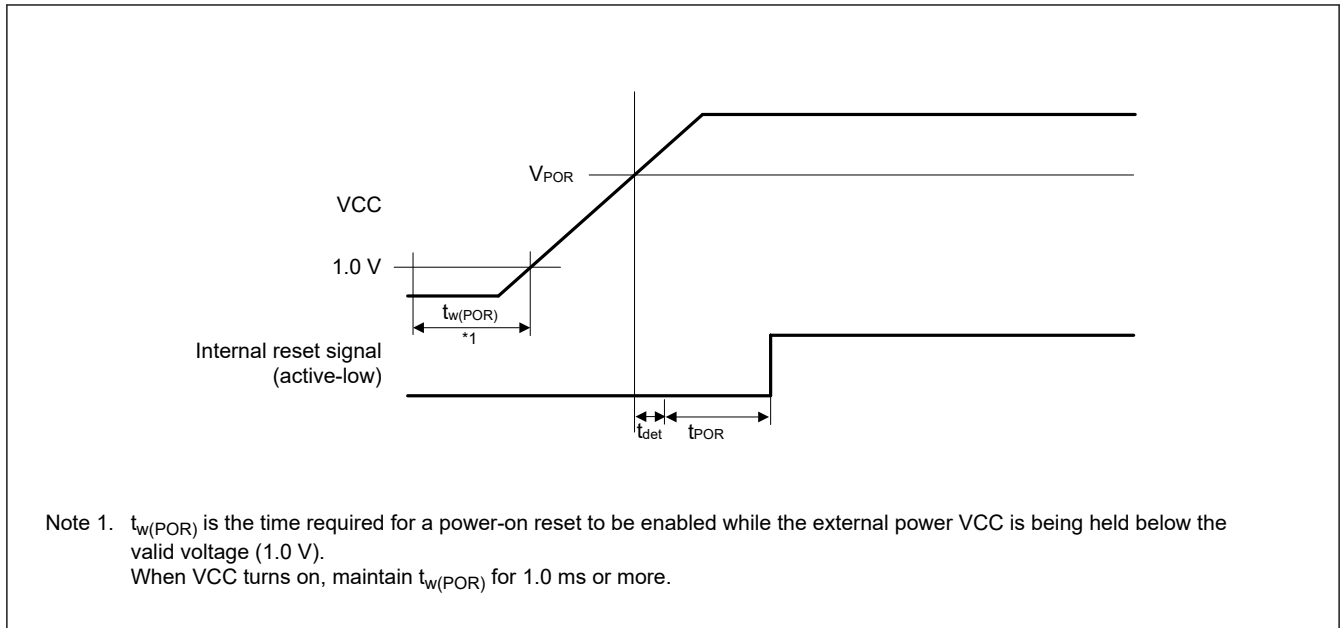 VPOR
VCC
1.0 V
tw(POR)
*1
Internal reset signal
(active-low)
tdet
tPOR
Note 1. tw(POR) is the time required for a power-on reset to be enabled while the external power VCC is being held below the
valid voltage (1.0 V).
When VCC turns on, maintain tw(POR) for 1.0 ms or more.